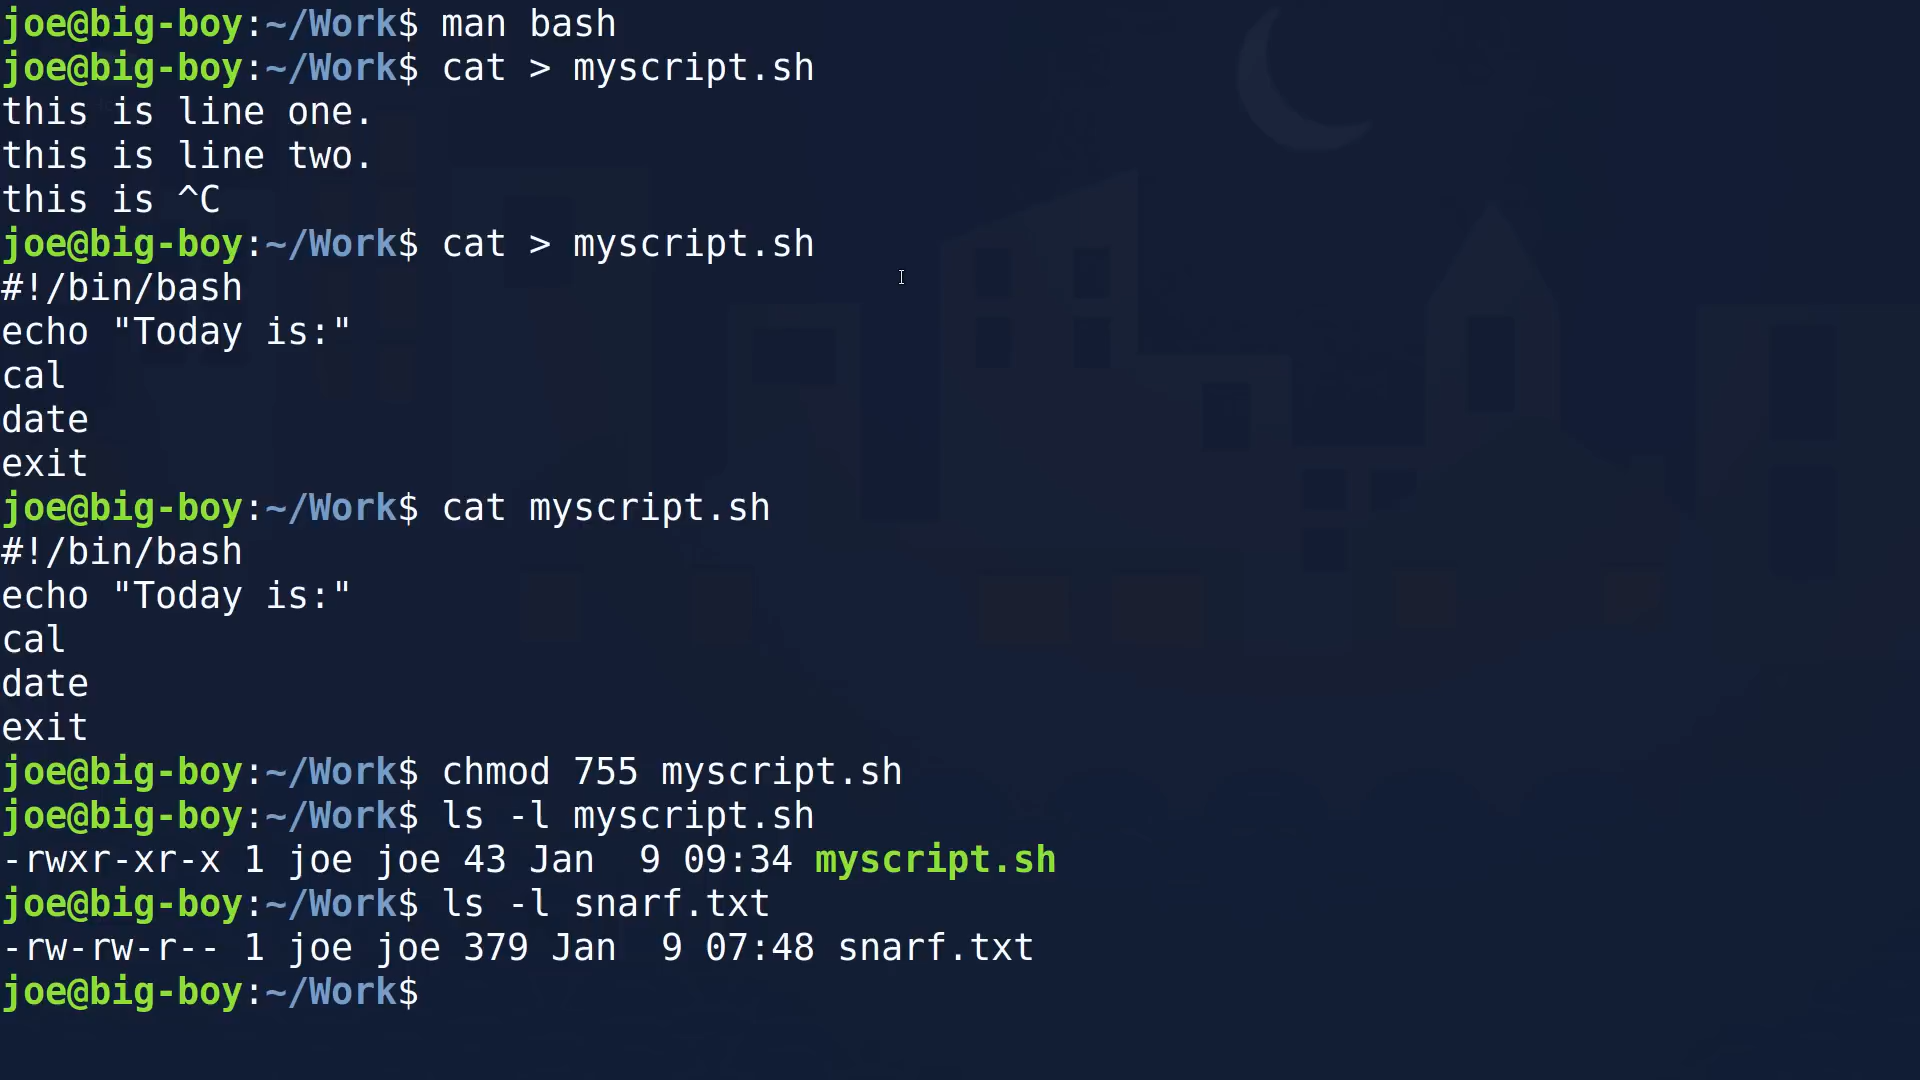 joe@big-boy:~/Work$ man bash
joe@big-boy:~/Work$ cat > myscript.sh
this is line one.
this is line two.
this is ^C
joe@big-boy:~/Work$ cat > myscript.sh
#!/bin/bash
echo "Today is:"
cal
date
exit
joe@big-boy:~/Work$ cat myscript.sh
#!/bin/bash
echo "Today is:"
cal
date
exit
joe@big-boy:~/Work$ chmod 755 myscript.sh
joe@big-boy:~/Work$ ls -l myscript.sh
-rwxr-xr-x 1 joe joe 43 Jan  9 09:34 myscript.sh
joe@big-boy:~/Work$ ls -l snarf.txt
-rw-rw-r-- 1 joe joe 379 Jan  9 07:48 snarf.txt
joe@big-boy:~/Work$